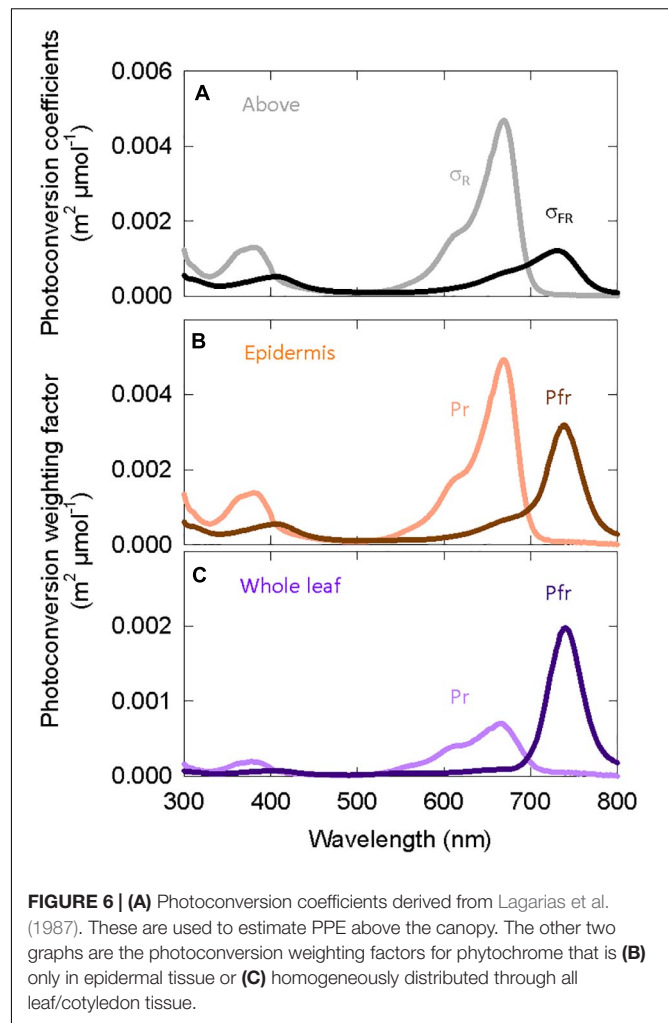 Photoconversion coefficients
(m² µmol⁻¹)
0.006
0.004
0.002
0.000
A
Above
σR
σFR
Photoconversion weighting factor
(m² µmol⁻¹)
0.004
0.002
0.000
B
Epidermis
Pr
Pfr
0.002
0.001
0.000
C
Whole leaf
Pr
Pfr
300 400 500 600 700 800
Wavelength (nm)
FIGURE 6 | (A) Photoconversion coefficients derived from Lagarias et al.
(1987). These are used to estimate PPE above the canopy. The other two
graphs are the photoconversion weighting factors for phytochrome that is (B)
only in epidermal tissue or (C) homogeneously distributed through all
leaf/cotyledon tissue.